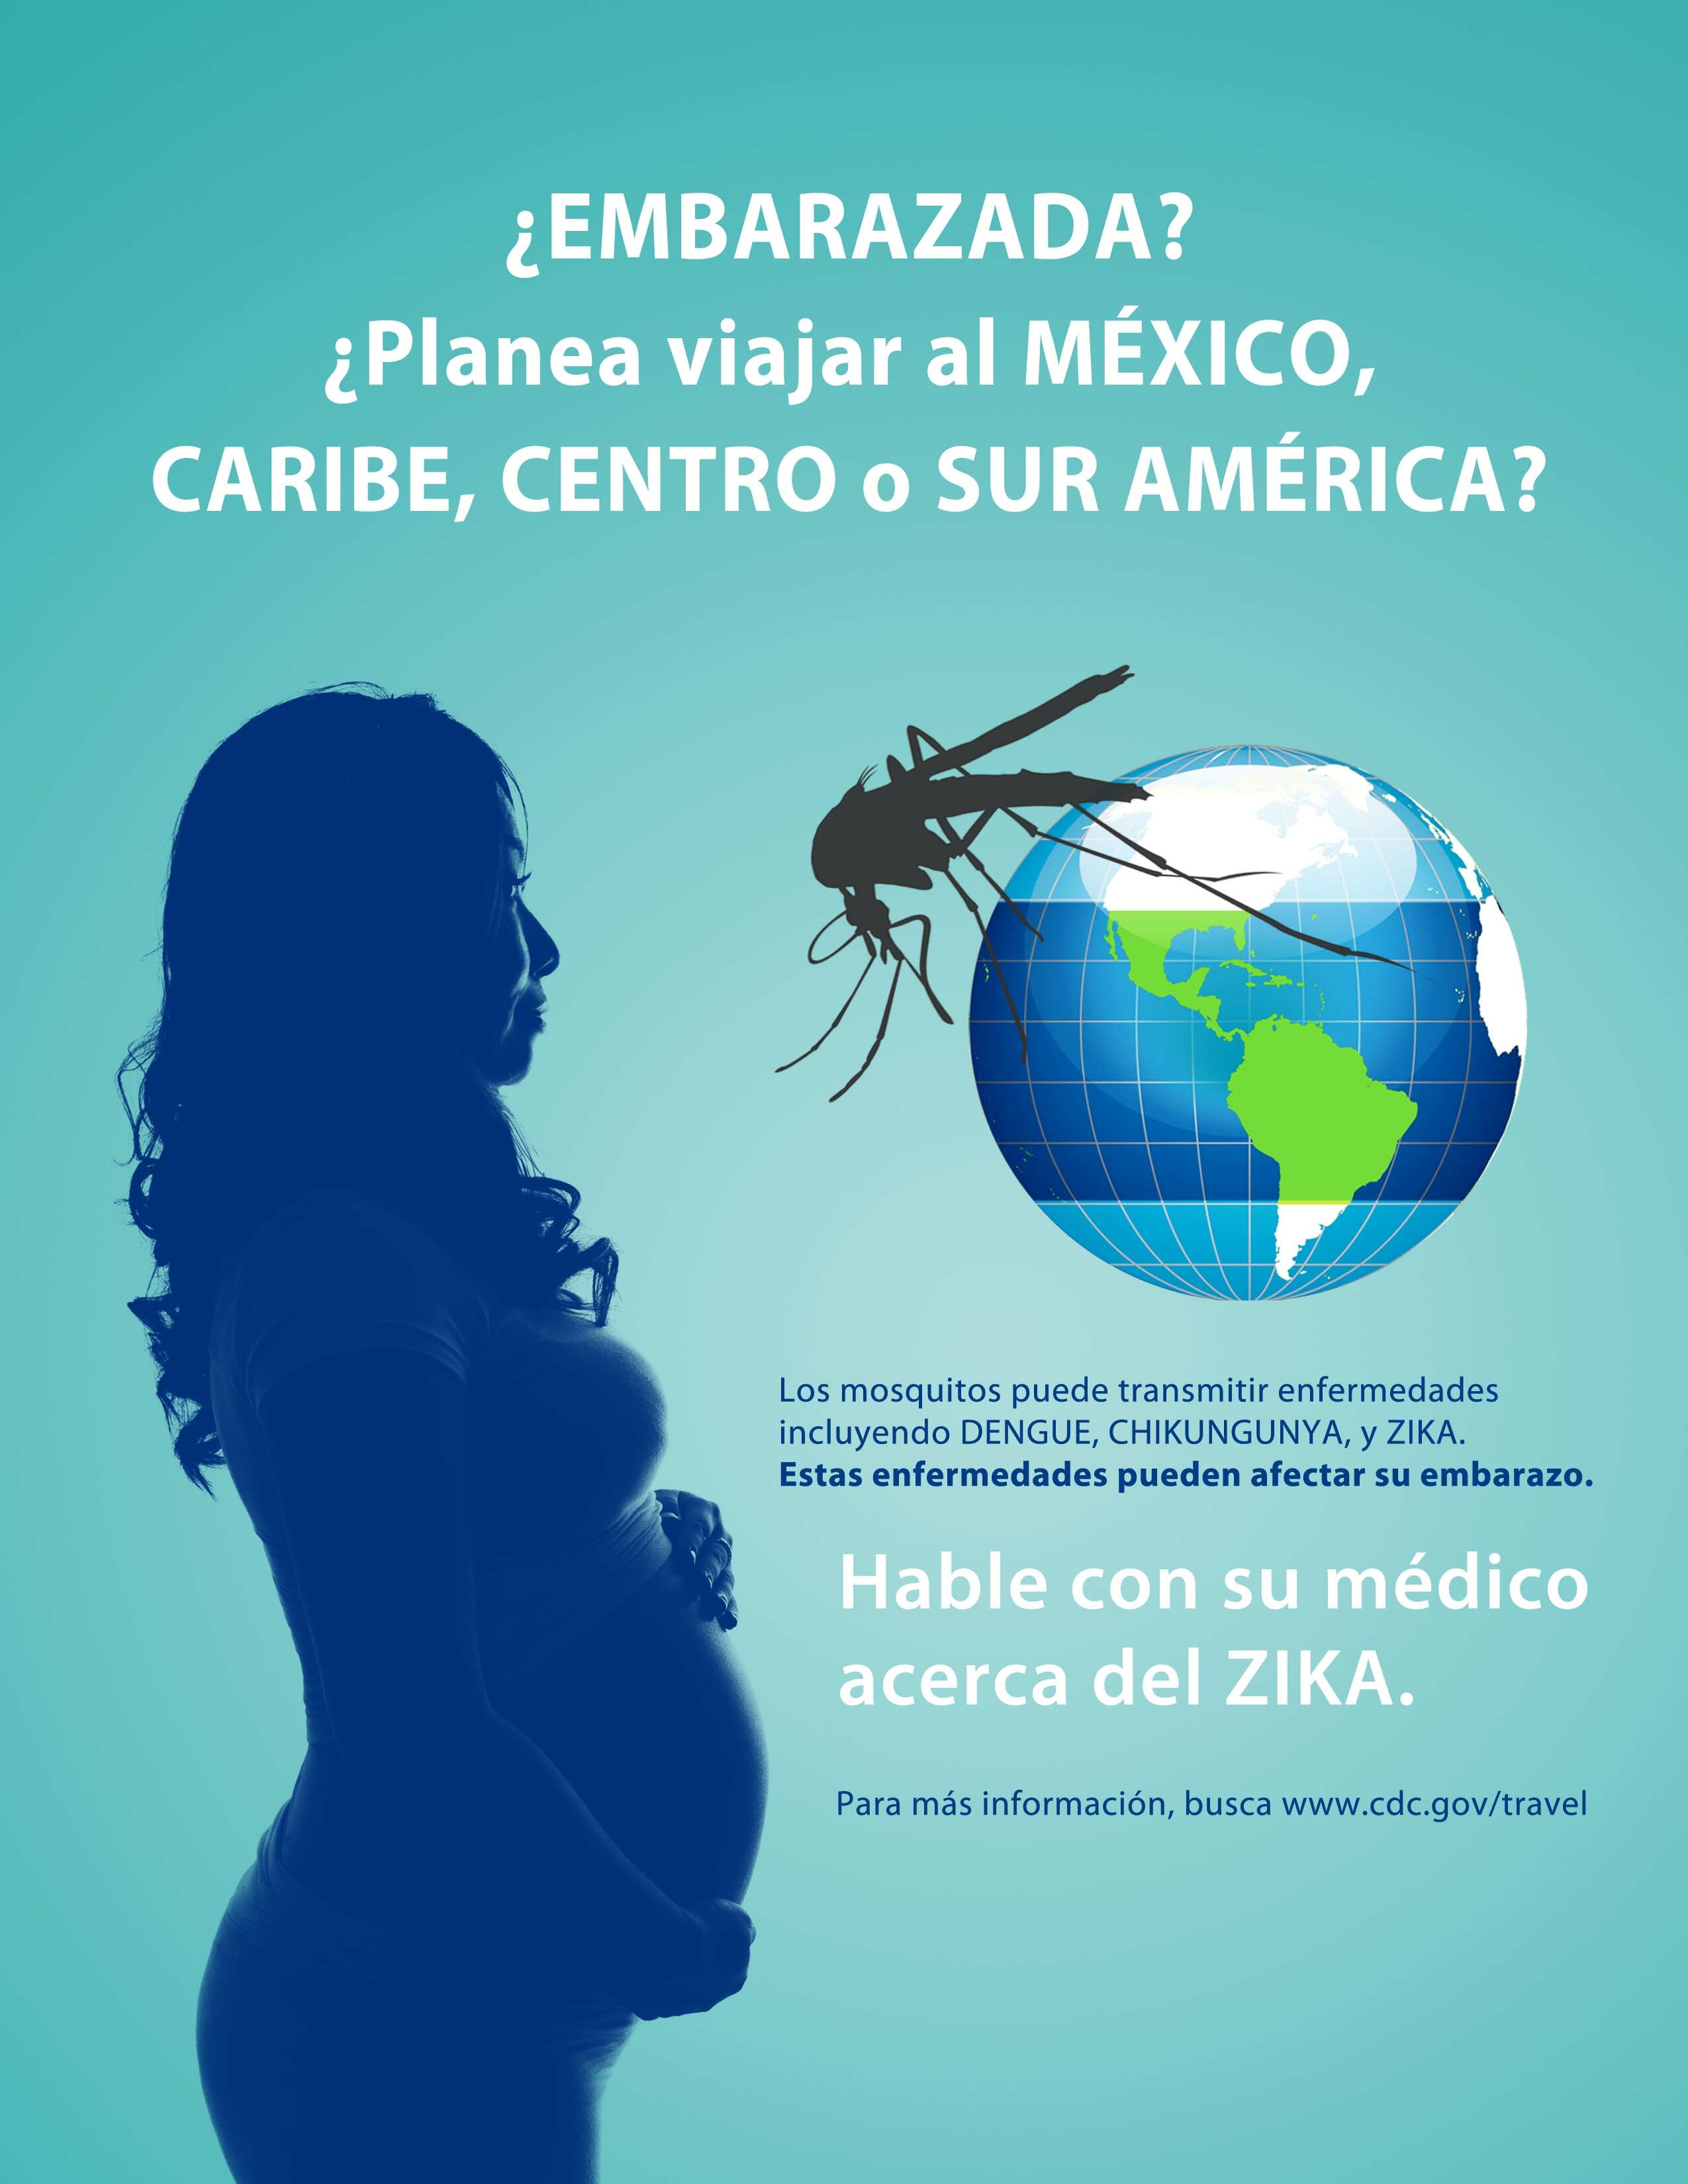 ¿EMBARAZADA?
¿Planea viajar al MÉXICO,
CARIBE, CENTRO o SUR AMÉRICA?
Los mosquitos puede transmitir enfermedades
incluyendo DENGUE, CHIKUNGUNYA, y ZIKA.
Estas enfermedades pueden afectar su embarazo.
Hable con su médico
acerca del ZIKA.
Para más información, busca www.cdc.gov/travel